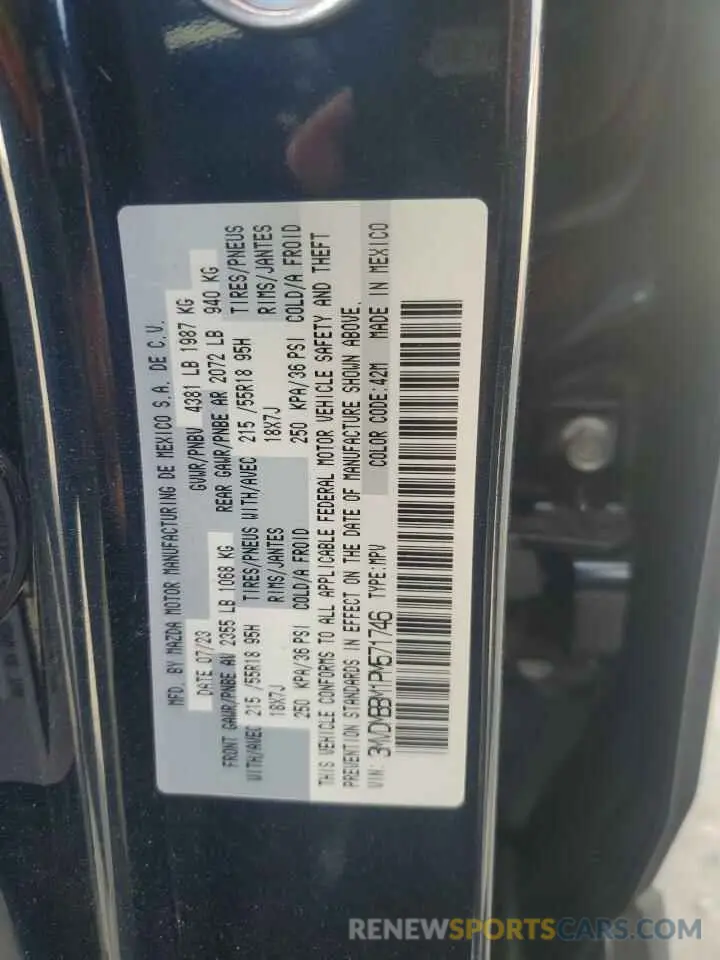 MFD. BY MAZDA MOTOR MANUFACTURING DE MEXICO S.A. DE C.V.
DATE 07/23 GVWR/PNBV 4381 LB 1987 KG
FRONT GAWR/PNBE AV 2355 LB 1068 KG REAR GAWR/PNBE AR 2072 LB 940 KG
WITH/AVEC 215 /55R18 95H TIRES/PNEUS WITH/AVEC 215 /55R18 95H TIRES/PNEUS
18X7J RIMS/JANTES 18X7J RIMS/JANTES
250 KPA/36 PSI COLD/A FROID 250 KPA/36 PSI COLD/A FROID
THIS VEHICLE CONFORMS TO ALL APPLICABLE FEDERAL MOTOR VEHICLE SAFETY AND THEFT
PREVENTION STANDARDS IN EFFECT ON THE DATE OF MANUFACTURE SHOWN ABOVE.
VIN: 3MVDMBBM1PM571746 TYPE:MPV COLOR CODE:42M MADE IN MEXICO
RENEWSPORTSCARS.COM